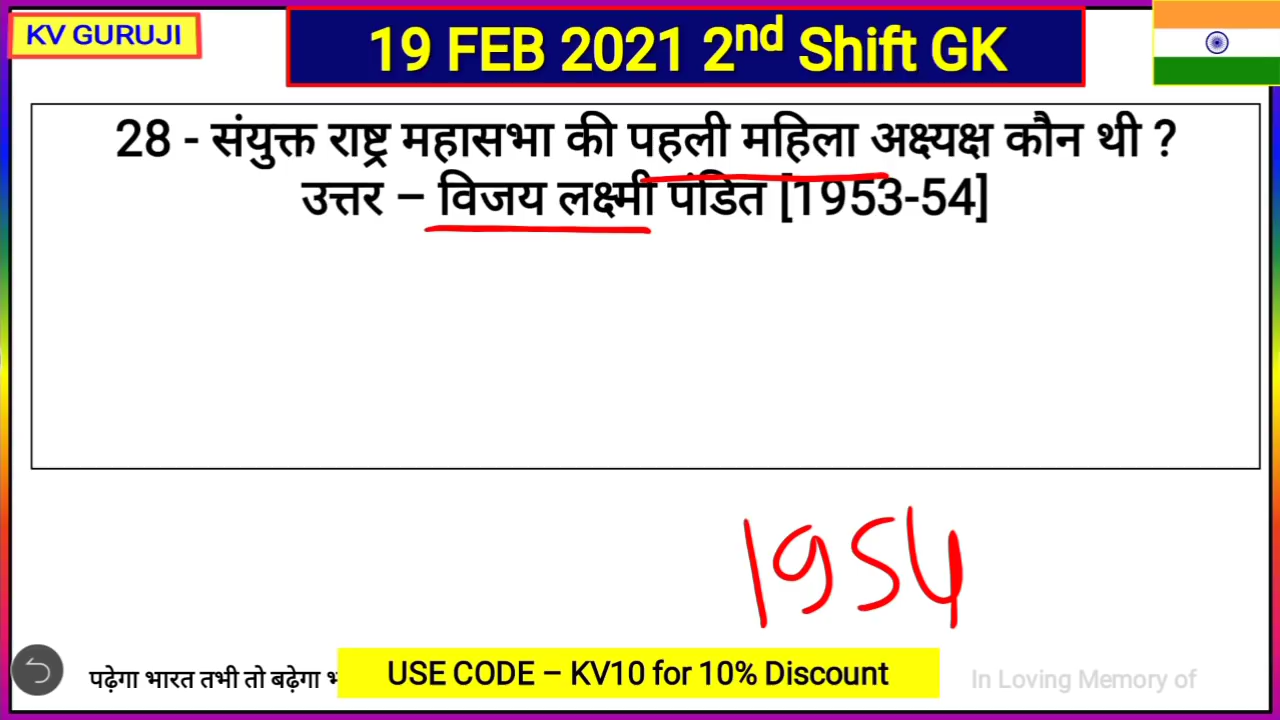 KV GURUJI
19 FEB 2021 2nd Shift GK
28 - संयुक्त राष्ट्र महासभा की पहली महिला अक्ष्यक्ष कौन थी ?
उत्तर – विजय लक्ष्मी पंडित [1953-54]
1954
पढ़ेगा भारत तभी तो बढ़ेगा
USE CODE – KV10 for 10% Discount
In Loving Memory of